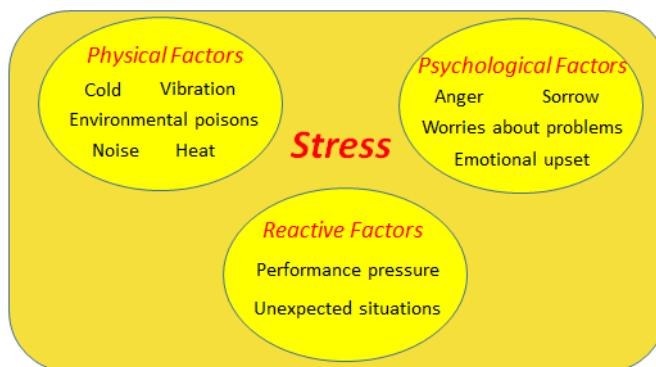 Physical Factors
Cold Vibration
Environmental poisons
Noise Heat
Psychological Factors
Anger Sorrow
Worries about problems
Emotional upset
Stress
Reactive Factors
Performance pressure
Unexpected situations